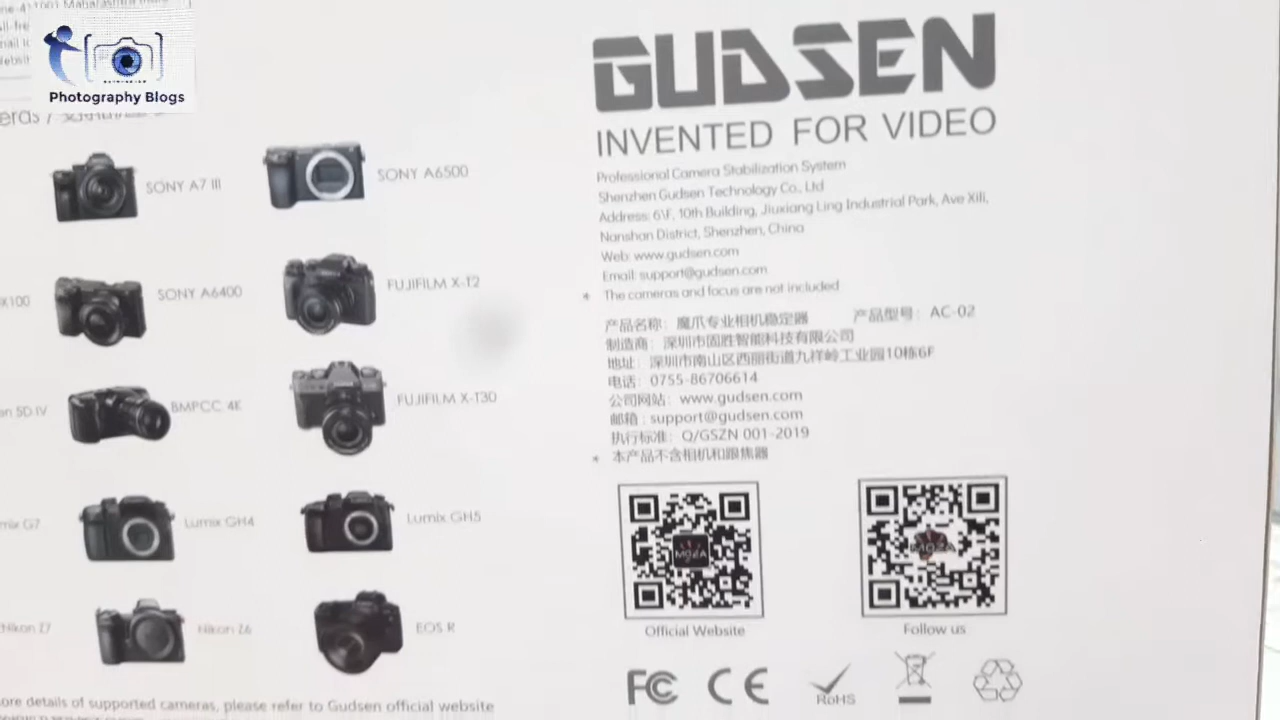 Photography Blogs
SONY A7 III
SONY A6500
SONY A6400
FUJIFILM X-T2
BMPCC 4K
FUJIFILM X-T30
Lumix GH4
Lumix GH5
Nikon Z7
Nikon Z6
EOS R
of supported cameras, please refer to Gudsen official website
GUDSEN
INVENTED FOR VIDEO
Professional Camera Stabilization System
Shenzhen Gudsen Technology Co., Ltd
Address: 6\F, 10th Building, Jiuxiang Ling Industrial Park, Ave Xili,
Nanshan District, Shenzhen, China
Web: www.gudsen.com
Email: support@gudsen.com
* The cameras and focus are not included
产品名称: 魔爪专业相机稳定器 产品型号: AC-02
制造商: 深圳市固胜智能科技有限公司
地址: 深圳市南山区西丽街道九祥岭工业园10栋6F
电话: 0755-86706614
公司网站: www.gudsen.com
邮箱: support@gudsen.com
执行标准: Q/GSZN 001-2019
* 本产品不含相机和跟焦器
MOZA
MOZA
Official Website
Follow us
FC CE RoHS